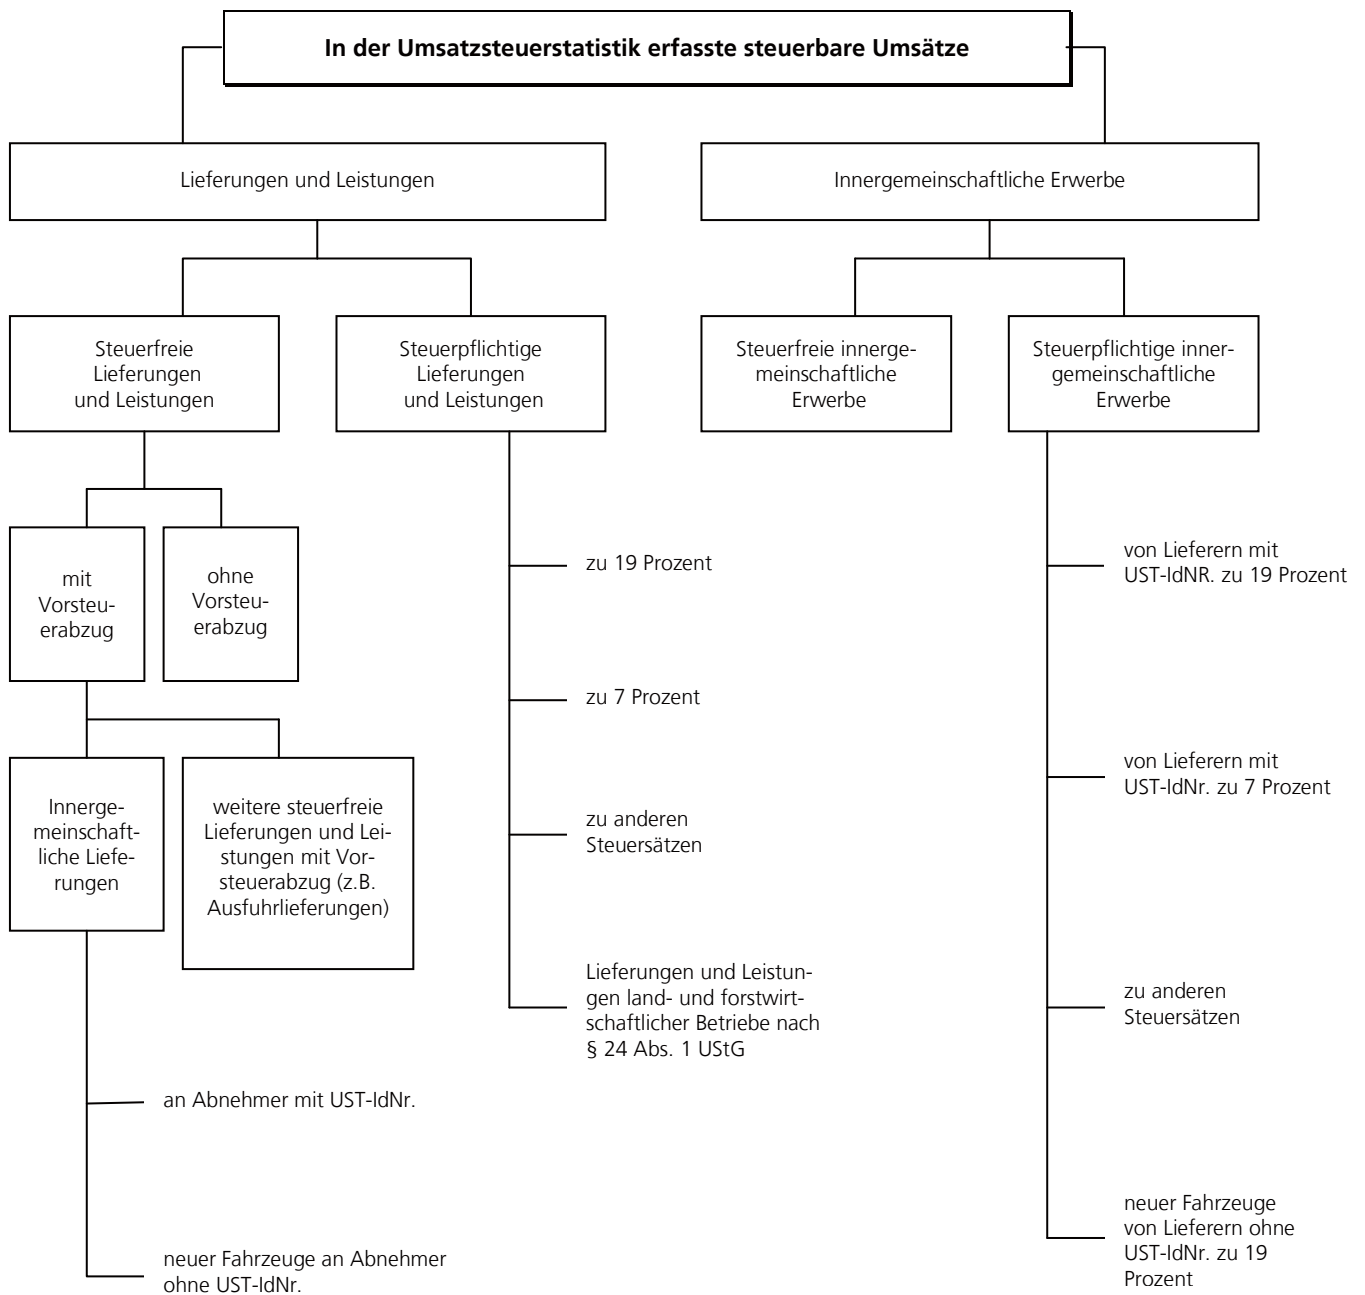 In der Umsatzsteuerstatistik erfasste steuerbare Umsätze
Lieferungen und Leistungen
Innergemeinschaftliche Erwerbe
Steuerfreie
Lieferungen
und Leistungen
Steuerpflichtige
Lieferungen
und Leistungen
Steuerfreie innerge-
meinschaftliche
Erwerbe
Steuerpflichtige inner-
gemeinschaftliche
Erwerbe
mit
Vorsteu-
erabzug
ohne
Vorsteu-
erabzug
zu 19 Prozent
von Lieferern mit
UST-IdNR. zu 19 Prozent
zu 7 Prozent
von Lieferern mit
UST-IdNr. zu 7 Prozent
Innerge-
meinschaft-
liche Liefe-
rungen
weitere steuerfreie
Lieferungen und Lei-
stungen mit Vor-
steuerabzug (z.B.
Ausfuhrlieferungen)
zu anderen
Steuersätzen
Lieferungen und Leistun-
gen land- und forstwirt-
schaftlicher Betriebe nach
§ 24 Abs. 1 UStG
zu anderen
Steuersätzen
an Abnehmer mit UST-IdNr.
neuer Fahrzeuge an Abnehmer
ohne UST-IdNr.
neuer Fahrzeuge
von Lieferern ohne
UST-IdNr. zu 19
Prozent